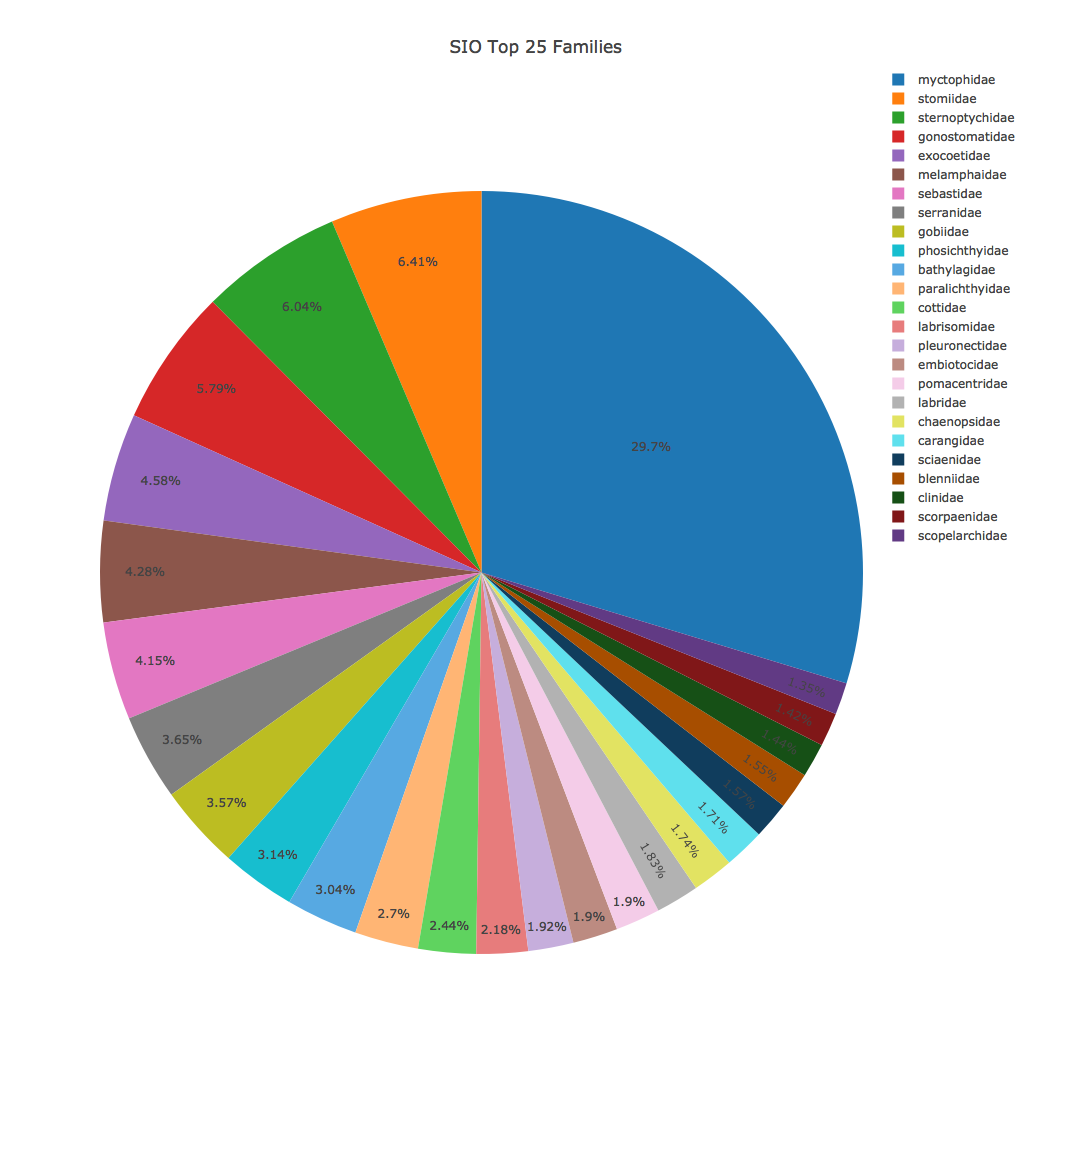 SIO Top 25 Families
myctophidae
stomiidae
sternoptychidae
gonostomatidae
exocoetidae
melamphaidae
sebastidae
serranidae
gobiidae
phosichthyidae
bathylagidae
paralichthyidae
cottidae
labrisomidae
pleuronectidae
embiotocidae
pomacentridae
labridae
chaenopsidae
carangidae
sciaenidae
blenniidae
clinidae
scorpaenidae
scopelarchidae
29.7%
6.41%
6.04%
5.79%
4.58%
4.28%
4.15%
3.65%
3.57%
3.14%
3.04%
2.7%
2.44%
2.18%
1.92%
1.9%
1.9%
1.83%
1.74%
1.71%
1.57%
1.55%
1.44%
1.42%